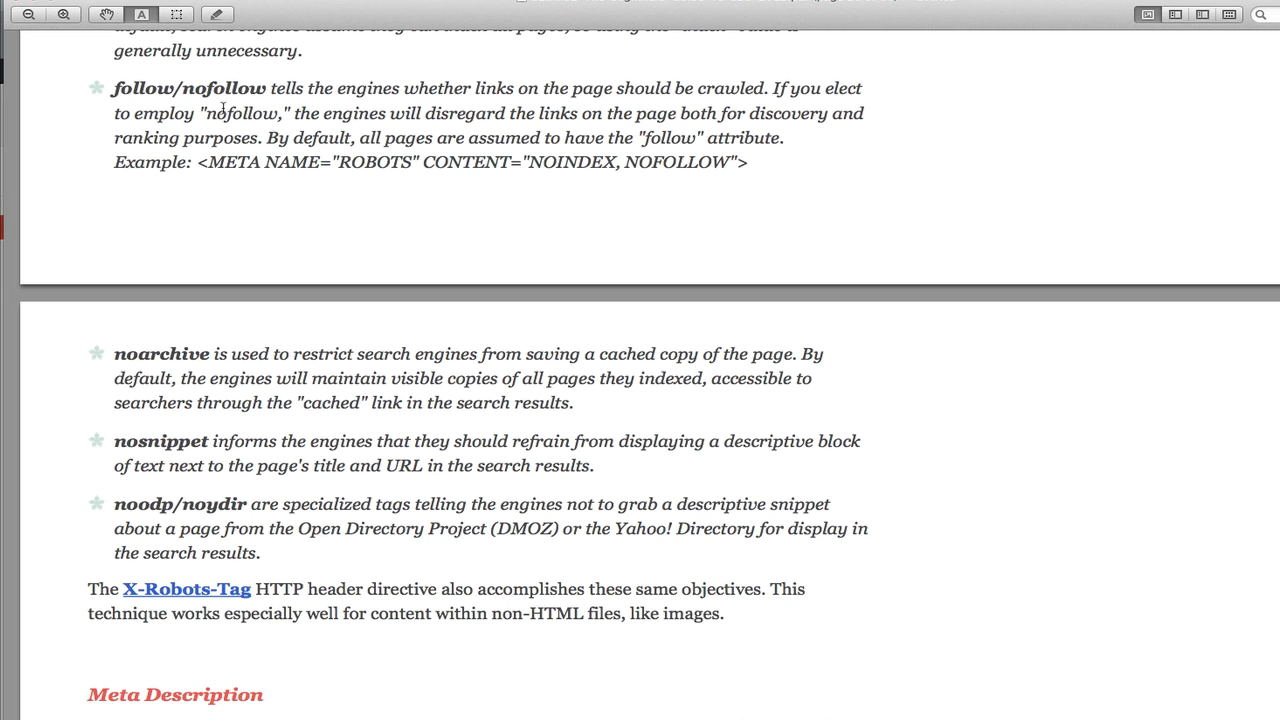 generally unnecessary.
follow/nofollow tells the engines whether links on the page should be crawled. If you elect
to employ "nofollow," the engines will disregard the links on the page both for discovery and
ranking purposes. By default, all pages are assumed to have the "follow" attribute.
Example: <META NAME="ROBOTS" CONTENT="NOINDEX, NOFOLLOW">
noarchive is used to restrict search engines from saving a cached copy of the page. By
default, the engines will maintain visible copies of all pages they indexed, accessible to
searchers through the "cached" link in the search results.
nosnippet informs the engines that they should refrain from displaying a descriptive block
of text next to the page's title and URL in the search results.
noodp/noydir are specialized tags telling the engines not to grab a descriptive snippet
about a page from the Open Directory Project (DMOZ) or the Yahoo! Directory for display in
the search results.
The X-Robots-Tag HTTP header directive also accomplishes these same objectives. This
technique works especially well for content within non-HTML files, like images.
Meta Description